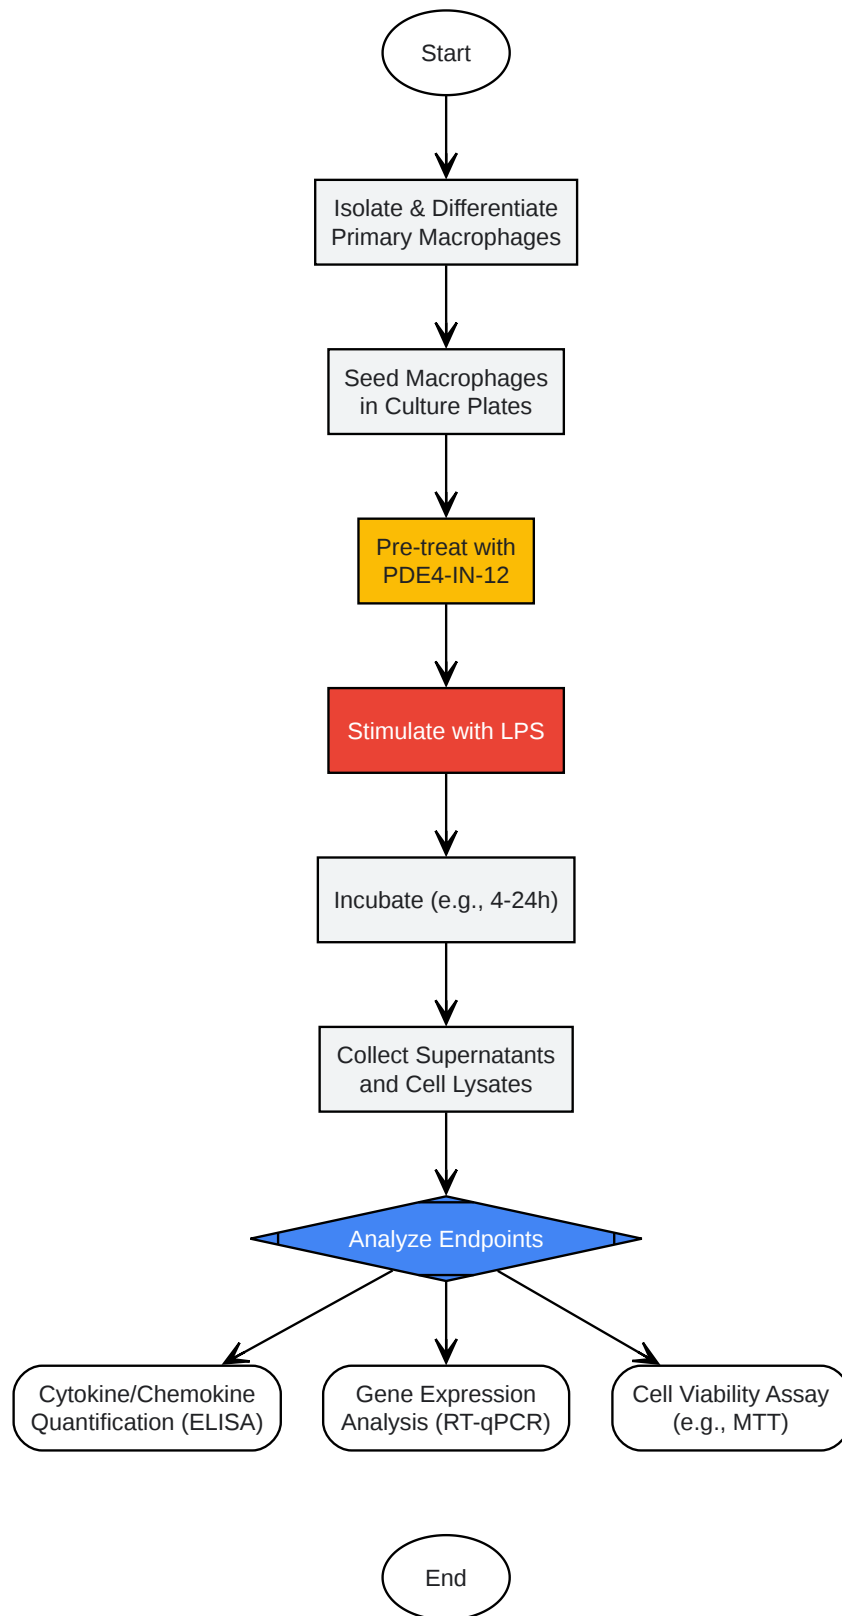 Start
Isolate & Differentiate
Primary Macrophages
Seed Macrophages
in Culture Plates
Pre-treat with
PDE4-IN-12
Stimulate with LPS
Incubate (e.g., 4-24h)
Collect Supernatants
and Cell Lysates
Analyze Endpoints
Cytokine/Chemokine
Quantification (ELISA)
Gene Expression
Analysis (RT-qPCR)
Cell Viability Assay
(e.g., MTT)
End